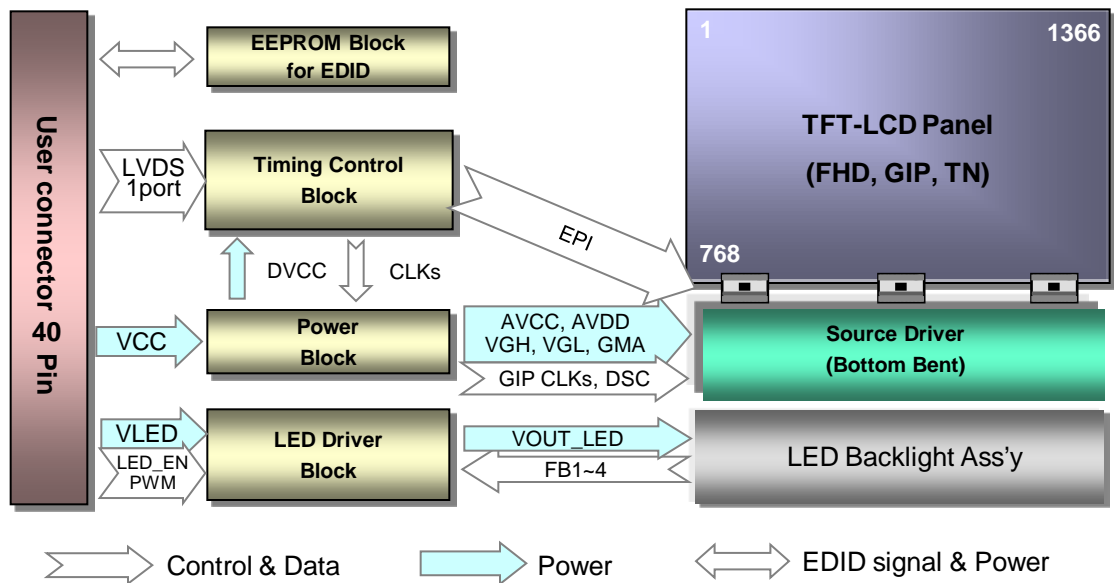 User connector
40
Pin
EEPROM Block
for EDID
LVDS
1port
Timing Control
Block
EPI
DVCC
CLKs
VCC
Power
Block
AVCC, AVDD
VGH, VGL, GMA
GIP CLKs, DSC
VLED
LED_EN
PWM
LED Driver
Block
VOUT_LED
FB1~4
1
1366
TFT-LCD Panel
(FHD, GIP, TN)
768
Source Driver
(Bottom Bent)
LED Backlight Ass'y
Control & Data
Power
EDID signal & Power